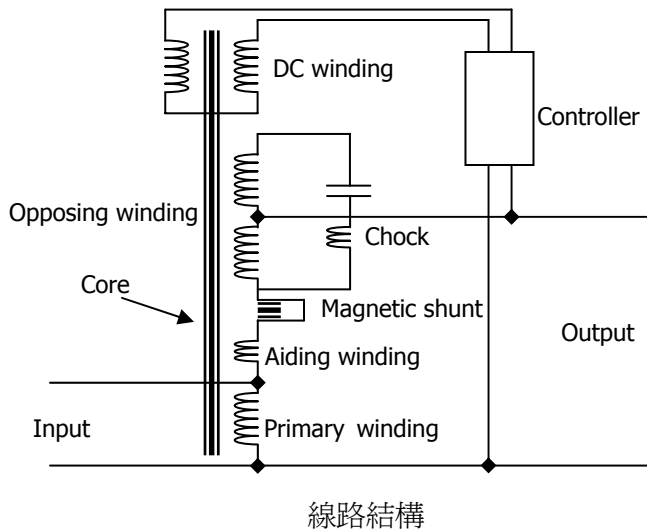 DC winding
Controller
Opposing winding
Chock
Core
Magnetic shunt
Output
Aiding winding
Input
Primary winding
線路結構